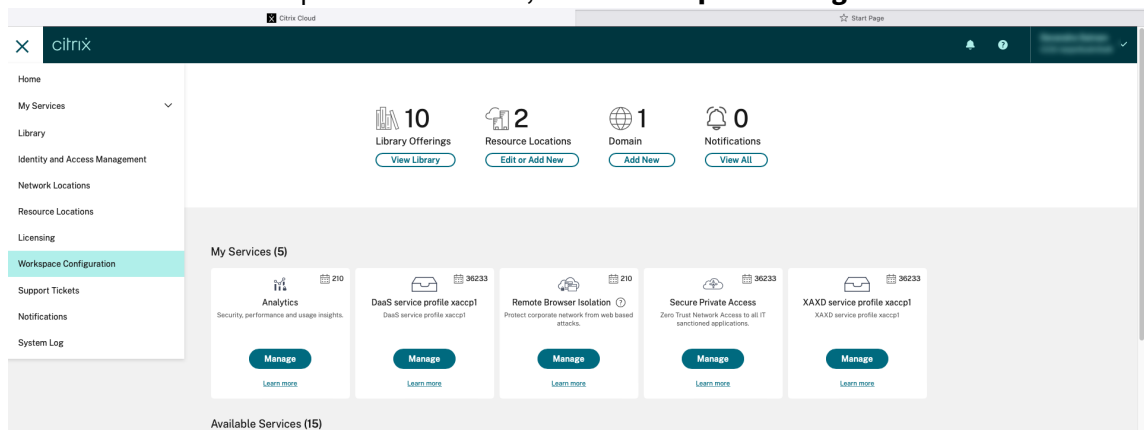 Citrix Cloud
Start Page
citrix
Home
My Services
Library
Identity and Access Management
Network Locations
Resource Locations
Licensing
Workspace Configuration
Support Tickets
Notifications
System Log
10
Library Offerings
View Library
2
Resource Locations
Edit or Add New
1
Domain
Add New
0
Notifications
View All
My Services (5)
210
Analytics
Security, performance and usage insights.
Manage
Learn more
36233
DaaS service profile xaccp1
DaaS service profile xaccp1
Manage
Learn more
210
Remote Browser Isolation
Protect corporate network from web based
attacks.
Manage
Learn more
36233
Secure Private Access
Zero Trust Network Access to all IT
sanctioned applications.
Manage
Learn more
36233
XAXD service profile xaccp1
XAXD service profile xaccp1
Manage
Learn more
Available Services (15)